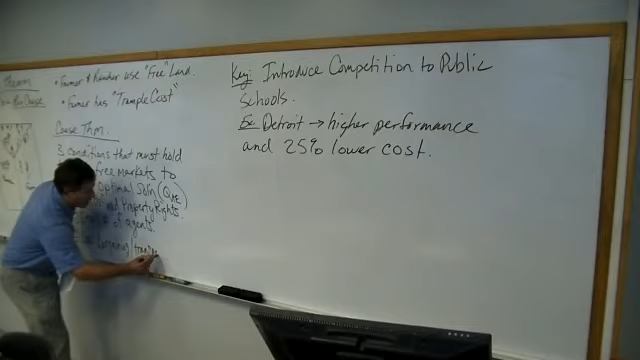 Theorem
• Farmer & Rancher use "Free" Land.
• Farmer has "Trample Cost"
Coase Thm.
3 conditions that must hold
free markets to
Optimal Soln
and Property Rights.
# of agents.
Key: Introduce Competition to Public
Schools.
Ex: Detroit → higher performance
and 25% lower cost.